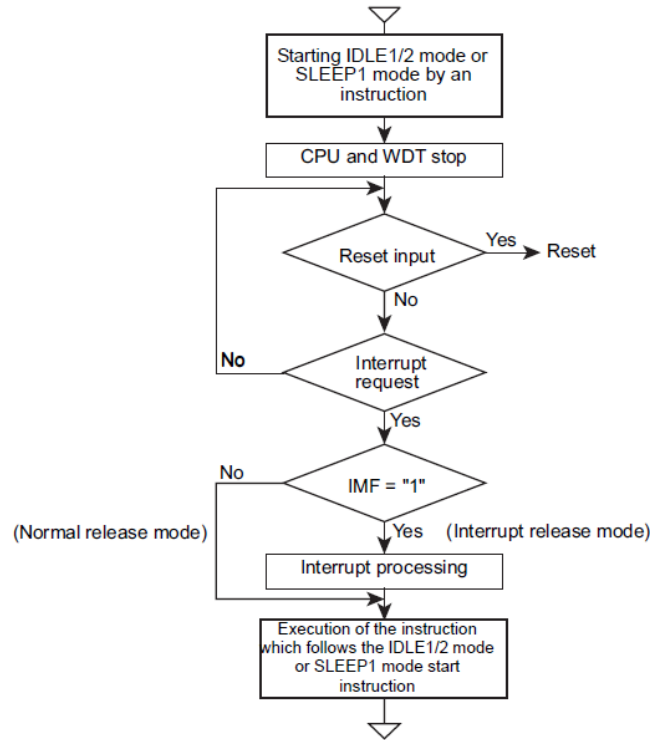 Starting IDLE1/2 mode or
SLEEP1 mode by an
instruction
CPU and WDT stop
Reset input
Yes
Reset
No
No
Interrupt
request
Yes
No
IMF = "1"
(Normal release mode)
Yes
(Interrupt release mode)
Interrupt processing
Execution of the instruction
which follows the IDLE1/2 mode
or SLEEP1 mode start
instruction